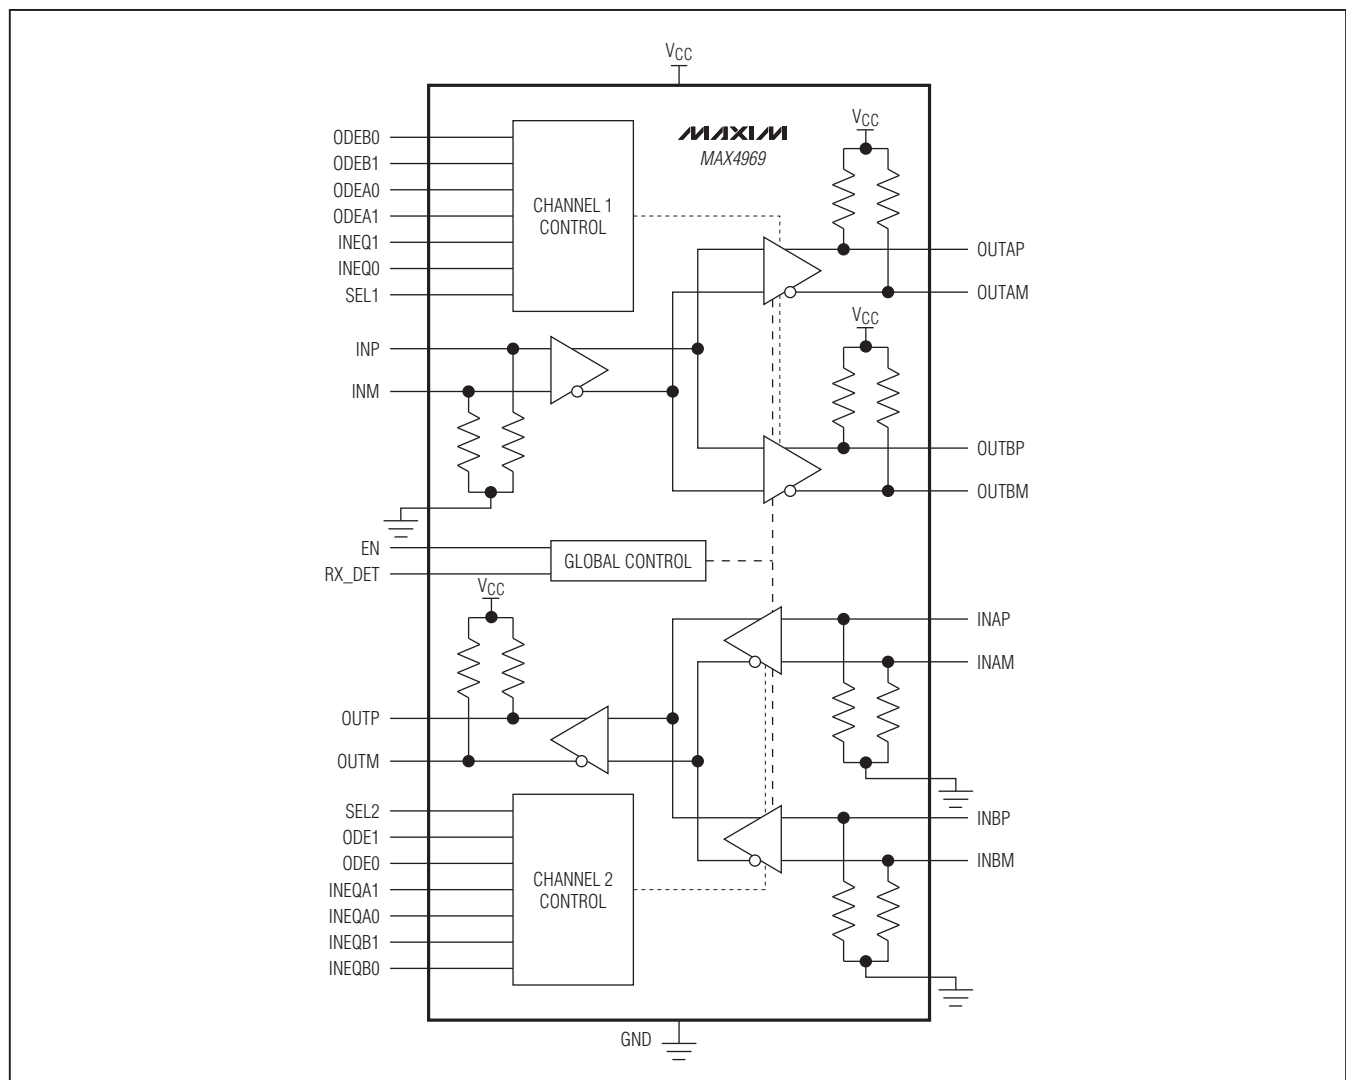 VCC
ODEB0
ODEB1
ODEA0
ODEA1
INEQ1
INEQ0
SEL1
CHANNEL 1
CONTROL
MAXIM
MAX4969
VCC
OUTAP
OUTAM
INP
INM
VCC
OUTBP
OUTBM
EN
RX_DET
GLOBAL CONTROL
VCC
INAP
INAM
OUTP
OUTM
INBP
INBM
SEL2
ODE1
ODE0
INEQA1
INEQA0
INEQB1
INEQB0
CHANNEL 2
CONTROL
GND